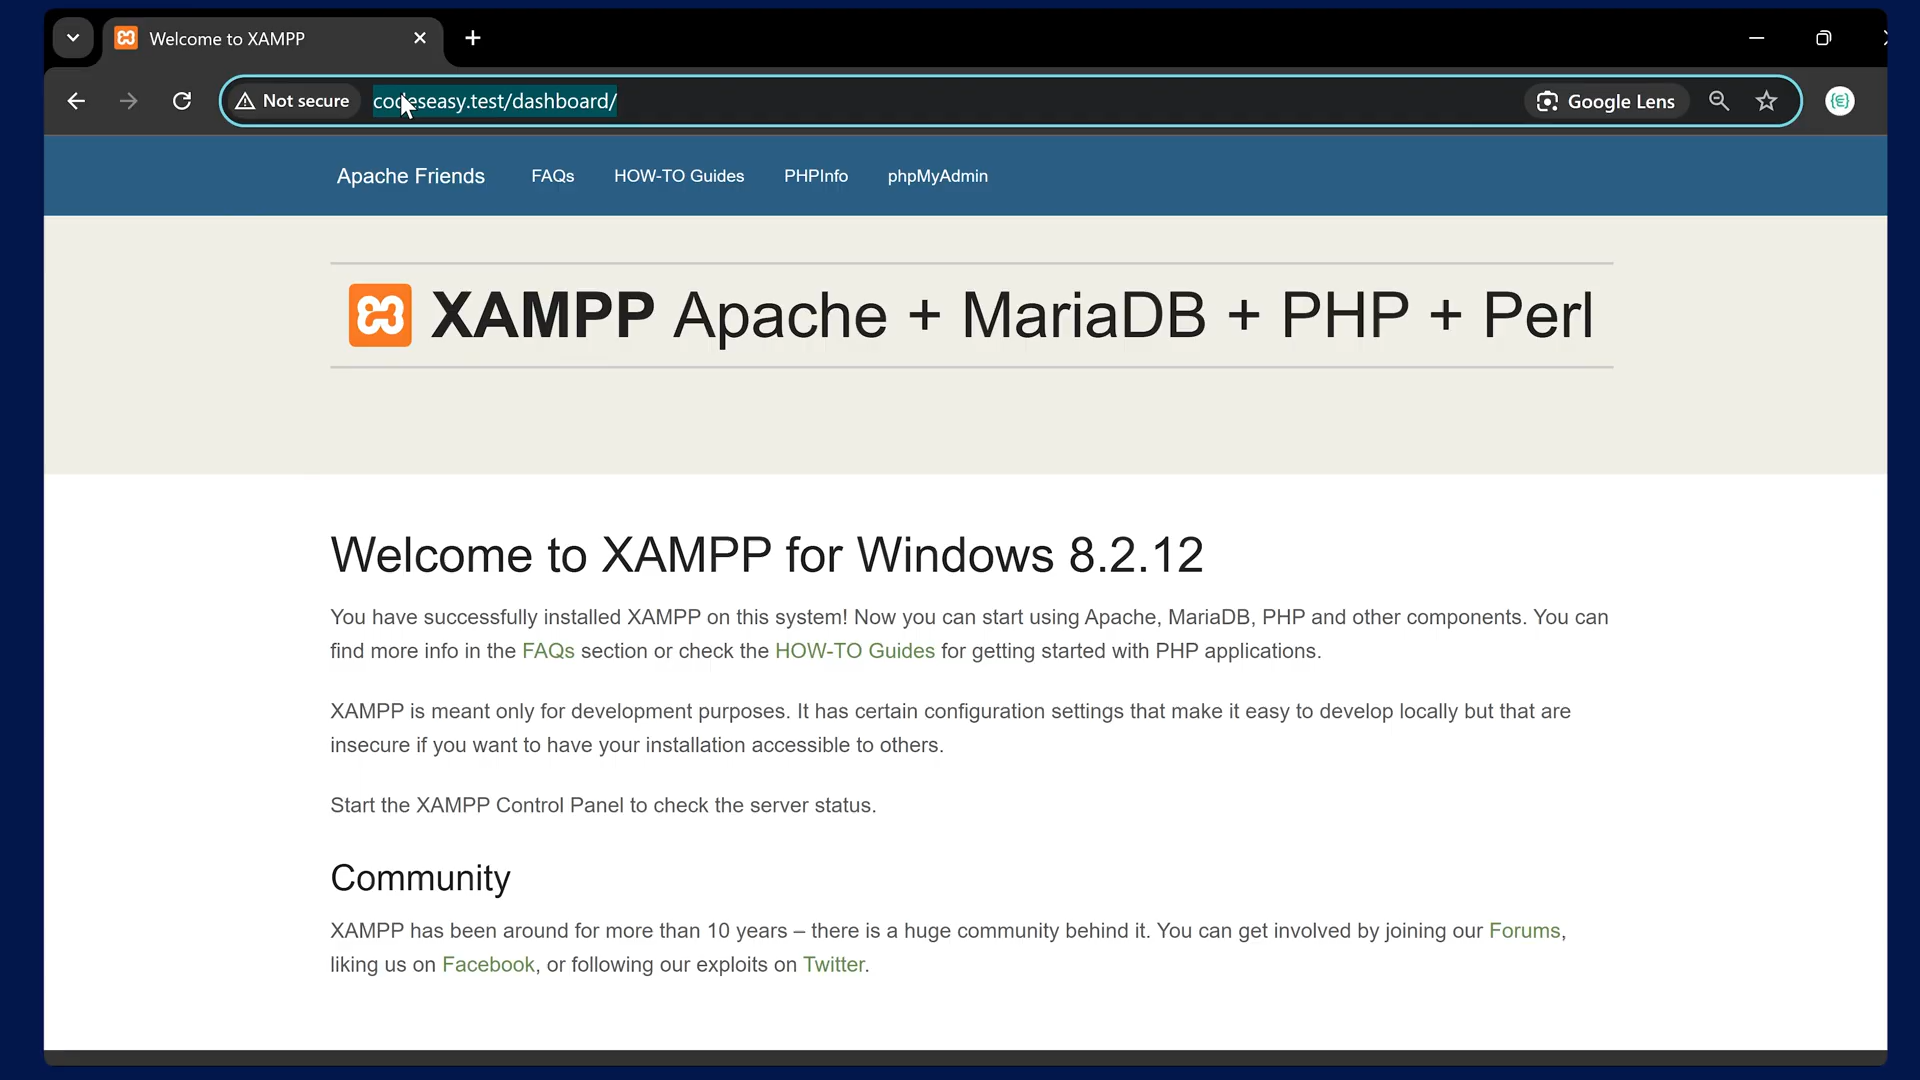 Welcome to XAMPP
Not secure codeseasy.test/dashboard/ Google Lens
Apache Friends FAQs HOW-TO Guides PHPInfo phpMyAdmin
XAMPP Apache + MariaDB + PHP + Perl
Welcome to XAMPP for Windows 8.2.12
You have successfully installed XAMPP on this system! Now you can start using Apache, MariaDB, PHP and other components. You can
find more info in the FAQs section or check the HOW-TO Guides for getting started with PHP applications.
XAMPP is meant only for development purposes. It has certain configuration settings that make it easy to develop locally but that are
insecure if you want to have your installation accessible to others.
Start the XAMPP Control Panel to check the server status.
Community
XAMPP has been around for more than 10 years – there is a huge community behind it. You can get involved by joining our Forums,
liking us on Facebook, or following our exploits on Twitter.